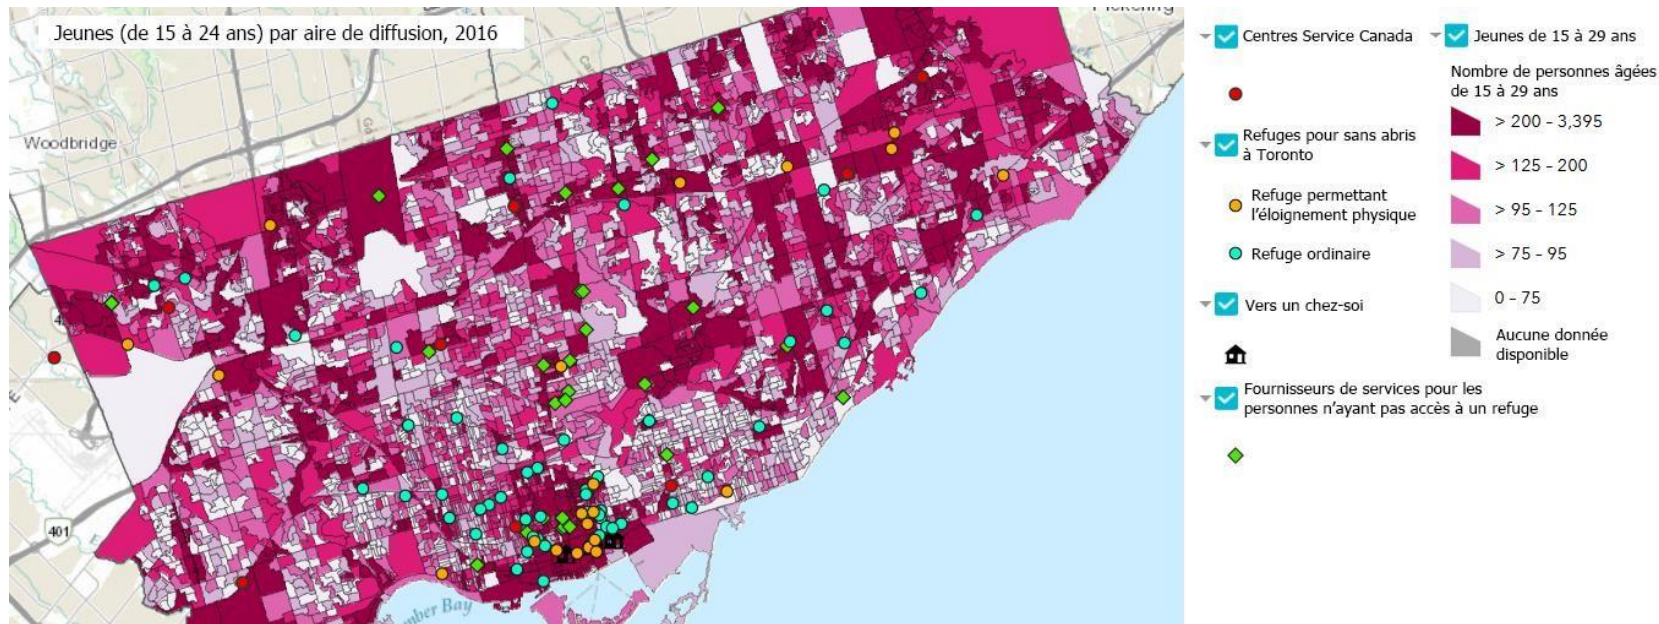 Jeunes (de 15 à 24 ans) par aire de diffusion, 2016
Pickering
Woodbridge
401
mber Bay
Centres Service Canada
Refuges pour sans abris
à Toronto
Refuge permettant
l'éloignement physique
Refuge ordinaire
Vers un chez-soi
Fournisseurs de services pour les
personnes n'ayant pas accès à un refuge
Jeunes de 15 à 29 ans
Nombre de personnes âgées
de 15 à 29 ans
> 200 - 3,395
> 125 - 200
> 95 - 125
> 75 - 95
0 - 75
Aucune donnée
disponible